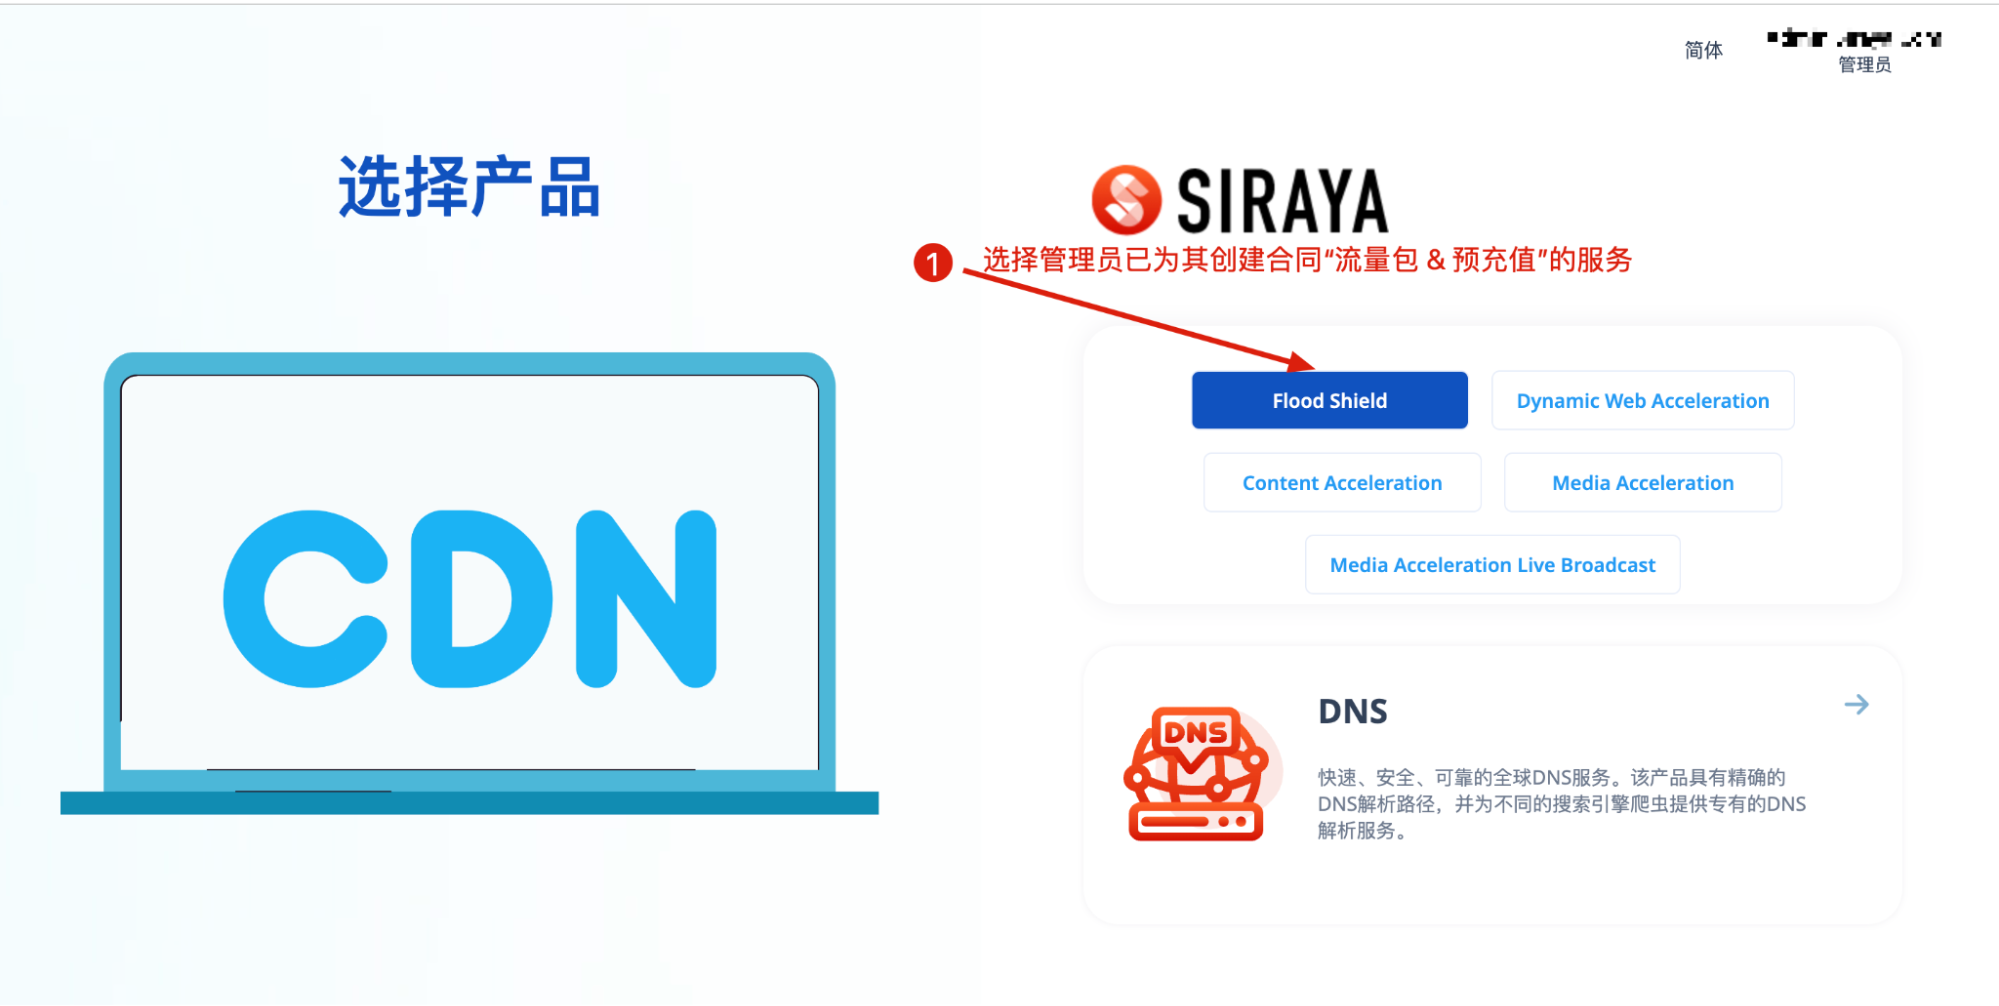 简体
管理员
选择产品
SIRAYA
1 选择管理员已为其创建合同“流量包 & 预充值”的服务
Flood Shield
Dynamic Web Acceleration
Content Acceleration
Media Acceleration
Media Acceleration Live Broadcast
CDN
DNS
DNS
快速、安全、可靠的全球DNS服务。该产品具有精确的
DNS解析路径，并为不同的搜索引擎爬虫提供专有的DNS
解析服务。